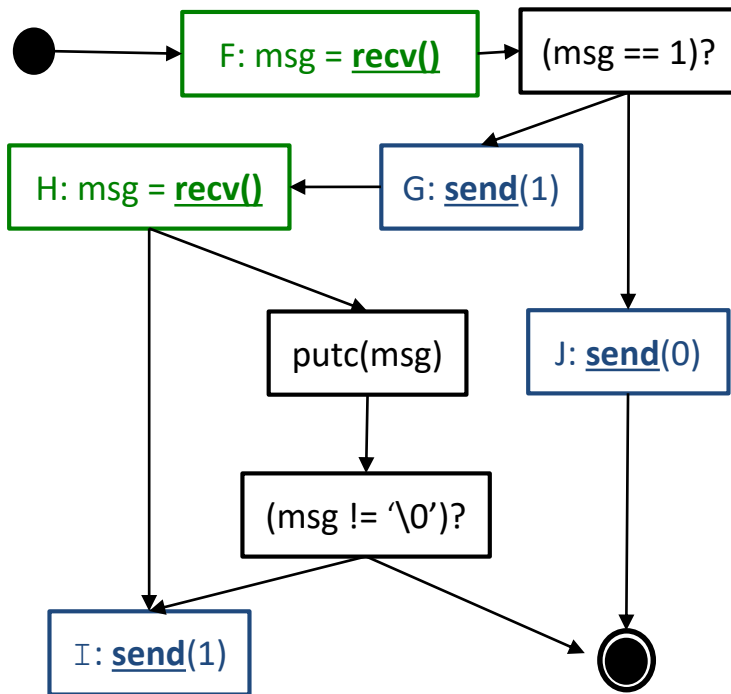 F: msg = recv()
(msg == 1)?
H: msg = recv()
G: send(1)
putc(msg)
J: send(0)
(msg != ‘\0’)?
I: send(1)